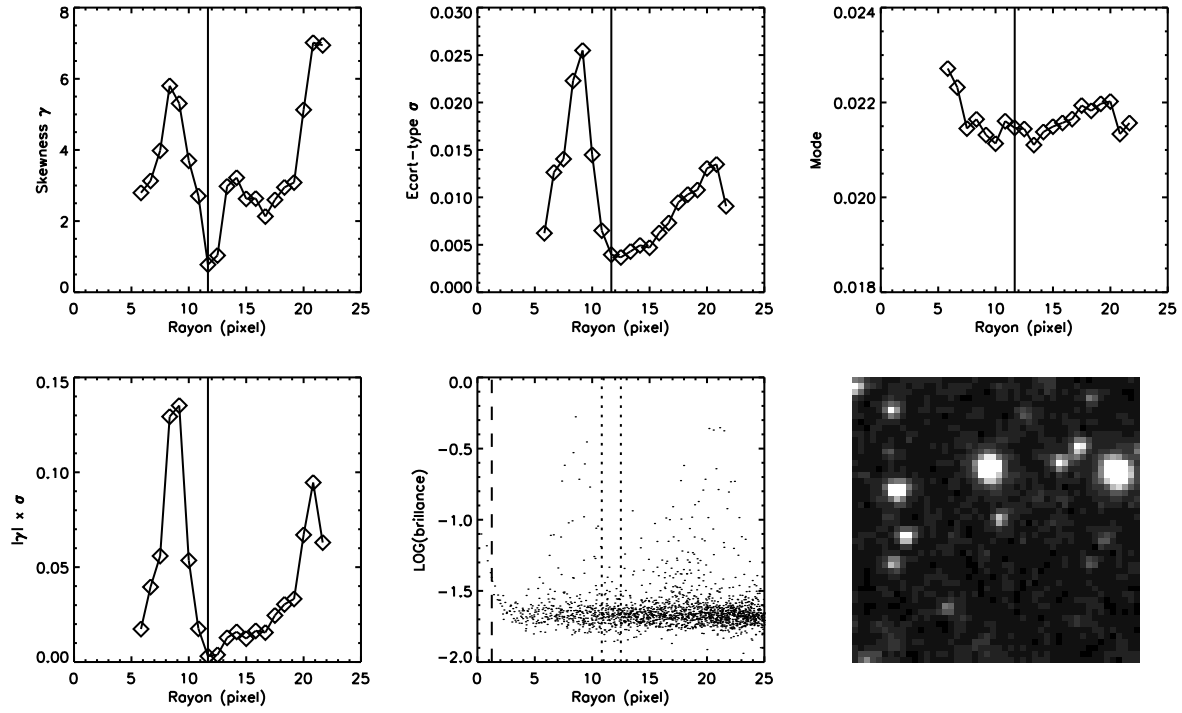 8
6
4
2
0
Skewness γ
0 5 10 15 20 25
Rayon (pixel)
0.030
0.025
0.020
0.015
0.010
0.005
0.000
Ecart-type σ
0 5 10 15 20 25
Rayon (pixel)
0.024
0.022
0.020
0.018
Mode
0 5 10 15 20 25
Rayon (pixel)
0.15
0.10
0.05
0.00
|γ| x σ
0 5 10 15 20 25
Rayon (pixel)
0.0
-0.5
-1.0
-1.5
-2.0
LOG(brillance)
0 5 10 15 20 25
Rayon (pixel)